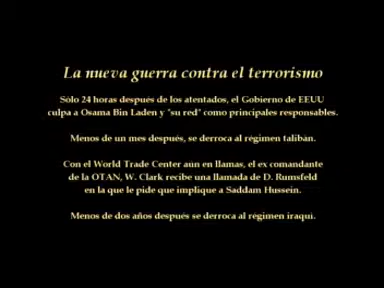 La nueva guerra contra el terrorismo
Sólo 24 horas después de los atentados, el Gobierno de EEUU
culpa a Osama Bin Laden y "su red" como principales responsables.
Menos de un mes después, se derroca al régimen talibán.
Con el World Trade Center aún en llamas, el ex comandante
de la OTAN, W. Clark recibe una llamada de D. Rumsfeld
en la que le pide que implique a Saddam Hussein.
Menos de dos años después se derroca al régimen iraquí.